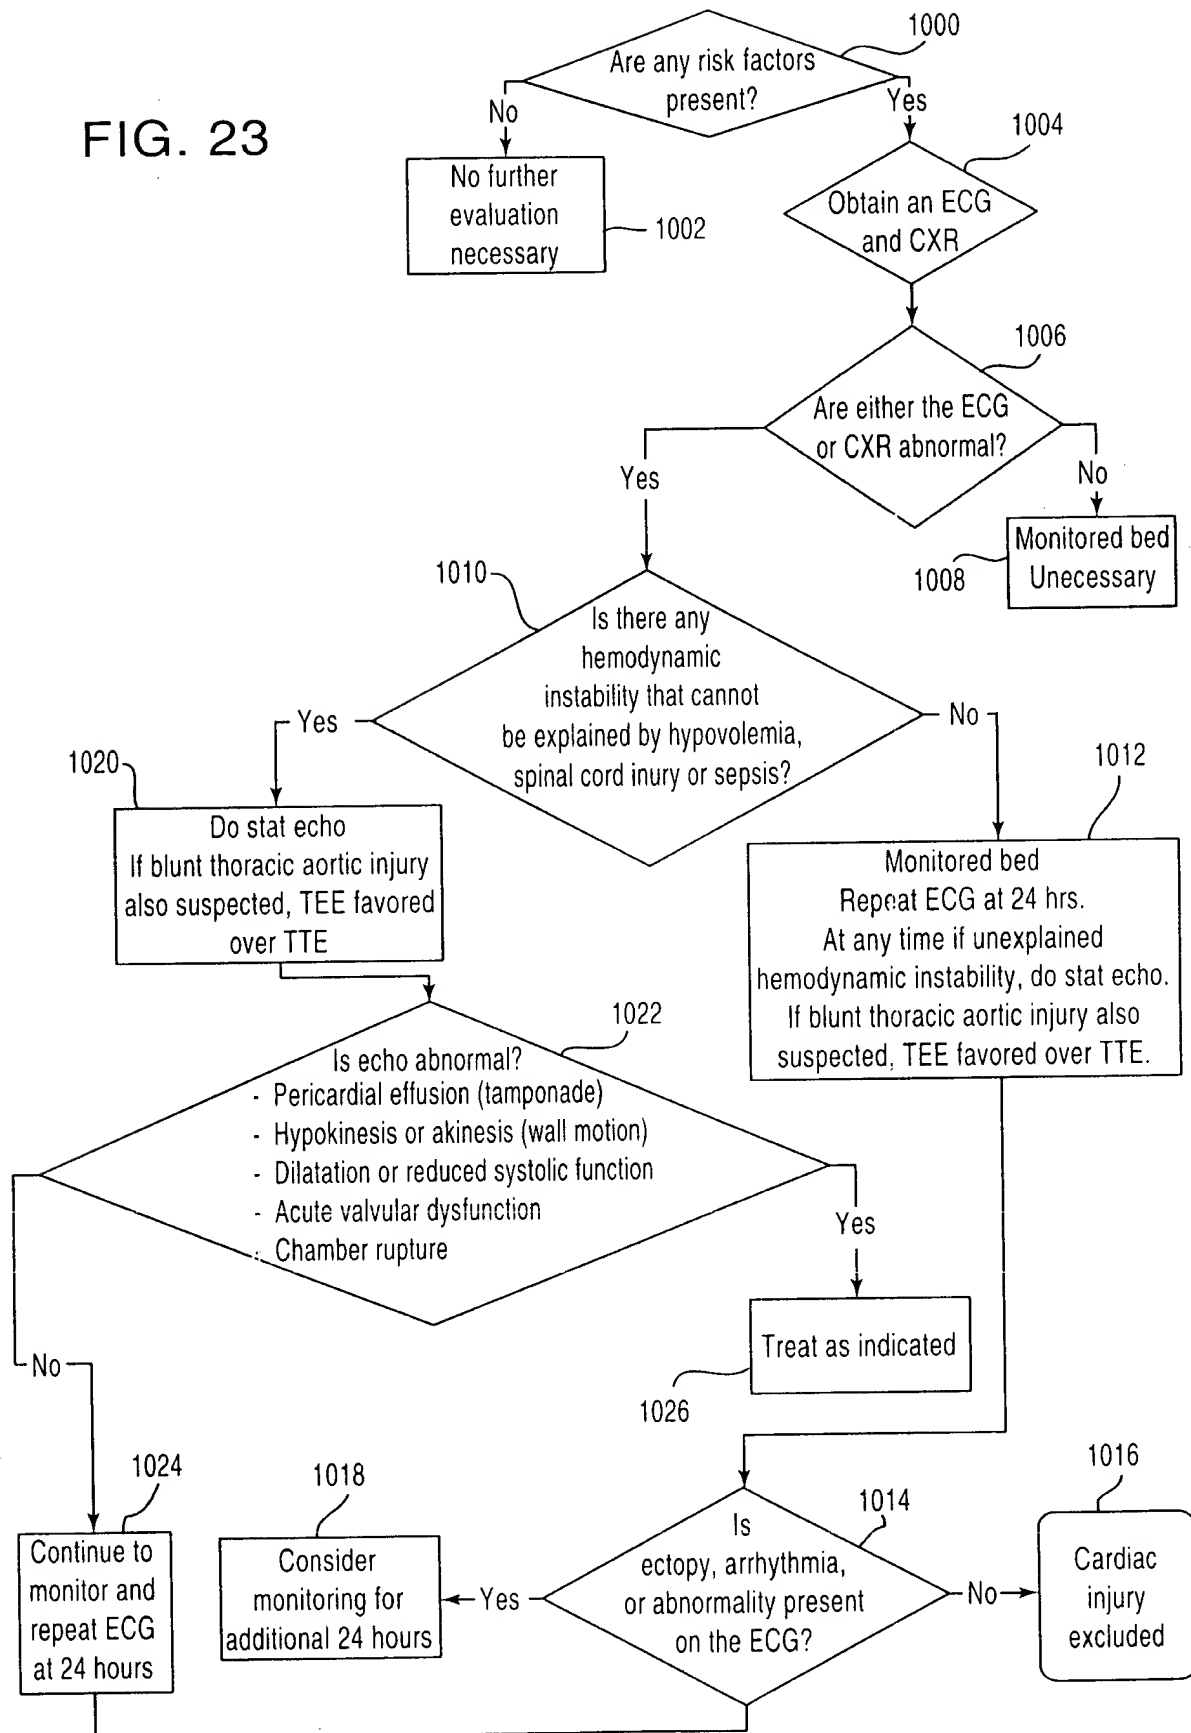 FIG. 23
1000
Are any risk factors
present?
No
Yes
No further
evaluation
necessary
1002
1004
Obtain an ECG
and CXR
1006
Are either the ECG
or CXR abnormal?
Yes
No
Monitored bed
Unecessary
1008
1010
Is there any
hemodynamic
instability that cannot
be explained by hypovolemia,
spinal cord inury or sepsis?
Yes
No
1020
Do stat echo
If blunt thoracic aortic injury
also suspected, TEE favored
over TTE
1012
Monitored bed
Repeat ECG at 24 hrs.
At any time if unexplained
hemodynamic instability, do stat echo.
If blunt thoracic aortic injury also
suspected, TEE favored over TTE.
1022
Is echo abnormal?
- Pericardial effusion (tamponade)
- Hypokinesis or akinesis (wall motion)
- Dilatation or reduced systolic function
- Acute valvular dysfunction
- Chamber rupture
Yes
No
Treat as indicated
1026
1024
Continue to
monitor and
repeat ECG
at 24 hours
1018
Consider
monitoring for
additional 24 hours
Yes
1014
Is
ectopy, arrhythmia,
or abnormality present
on the ECG?
No
1016
Cardiac
injury
excluded